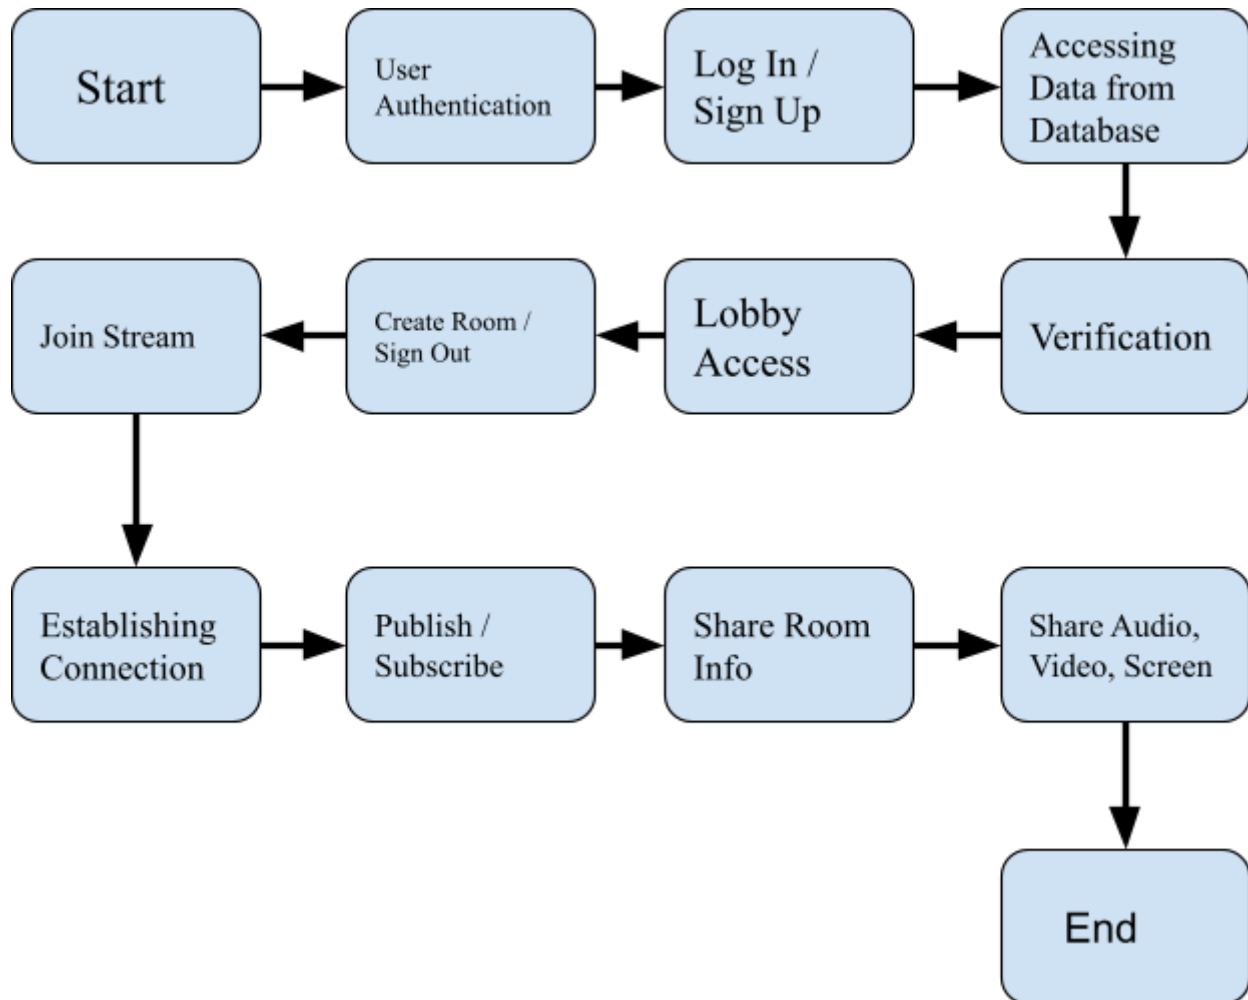 Start
User
Authentication
Log In /
Sign Up
Accessing
Data from
Database
Verification
Lobby
Access
Create Room /
Sign Out
Join Stream
Establishing
Connection
Publish /
Subscribe
Share Room
Info
Share Audio,
Video, Screen
End